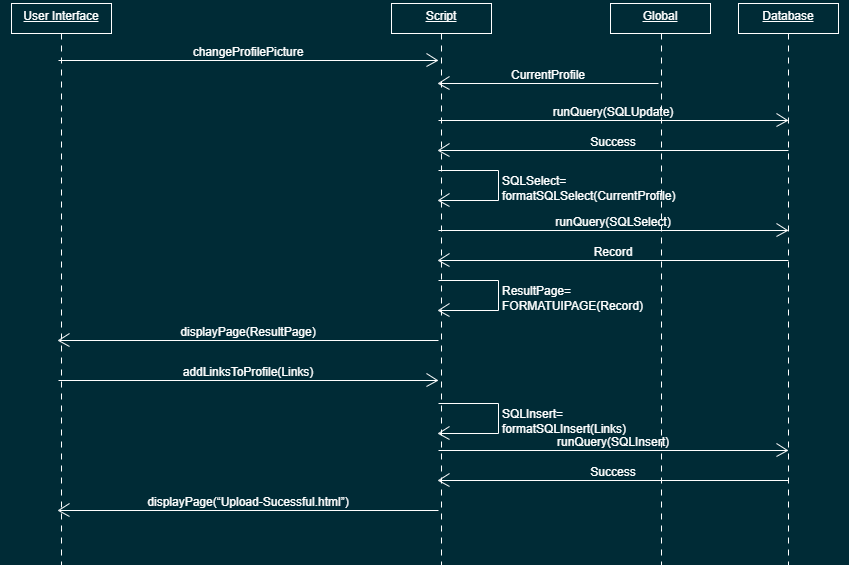 User Interface
Script
Global
Database
changeProfilePicture
CurrentProfile
runQuery(SQLUpdate)
Success
SQLSelect=
formatSQLSelect(CurrentProfile)
runQuery(SQLSelect)
Record
ResultPage=
FORMATUIPAGE(Record)
displayPage(ResultPage)
addLinksToProfile(Links)
SQLInsert=
formatSQLInsert(Links)
runQuery(SQLInsert)
Success
displayPage(“Upload-Sucessful.html”)